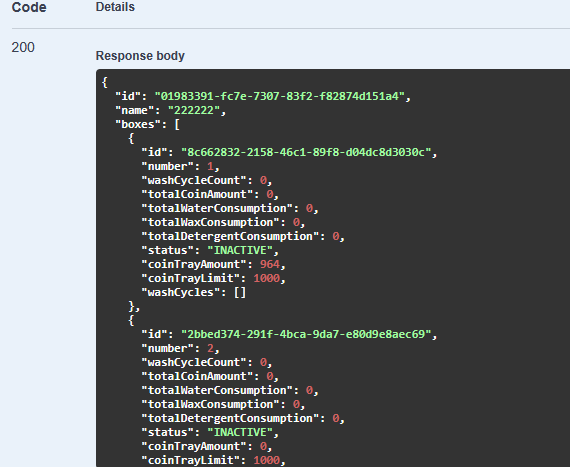 Code Details
200
Response body
{
  "id": "01983391-fc7e-7307-83f2-f82874d151a4",
  "name": "222222",
  "boxes": [
    {
      "id": "8c662832-2158-46c1-89f8-d04dc8d3030c",
      "number": 1,
      "washCycleCount": 0,
      "totalCoinAmount": 0,
      "totalWaterConsumption": 0,
      "totalWaxConsumption": 0,
      "totalDetergentConsumption": 0,
      "status": "INACTIVE",
      "coinTrayAmount": 964,
      "coinTrayLimit": 1000,
      "washCycles": []
    },
    {
      "id": "2bbed374-291f-4bca-9da7-e80d9e8aec69",
      "number": 2,
      "washCycleCount": 0,
      "totalCoinAmount": 0,
      "totalWaterConsumption": 0,
      "totalWaxConsumption": 0,
      "totalDetergentConsumption": 0,
      "status": "INACTIVE",
      "coinTrayAmount": 0,
      "coinTrayLimit": 1000,